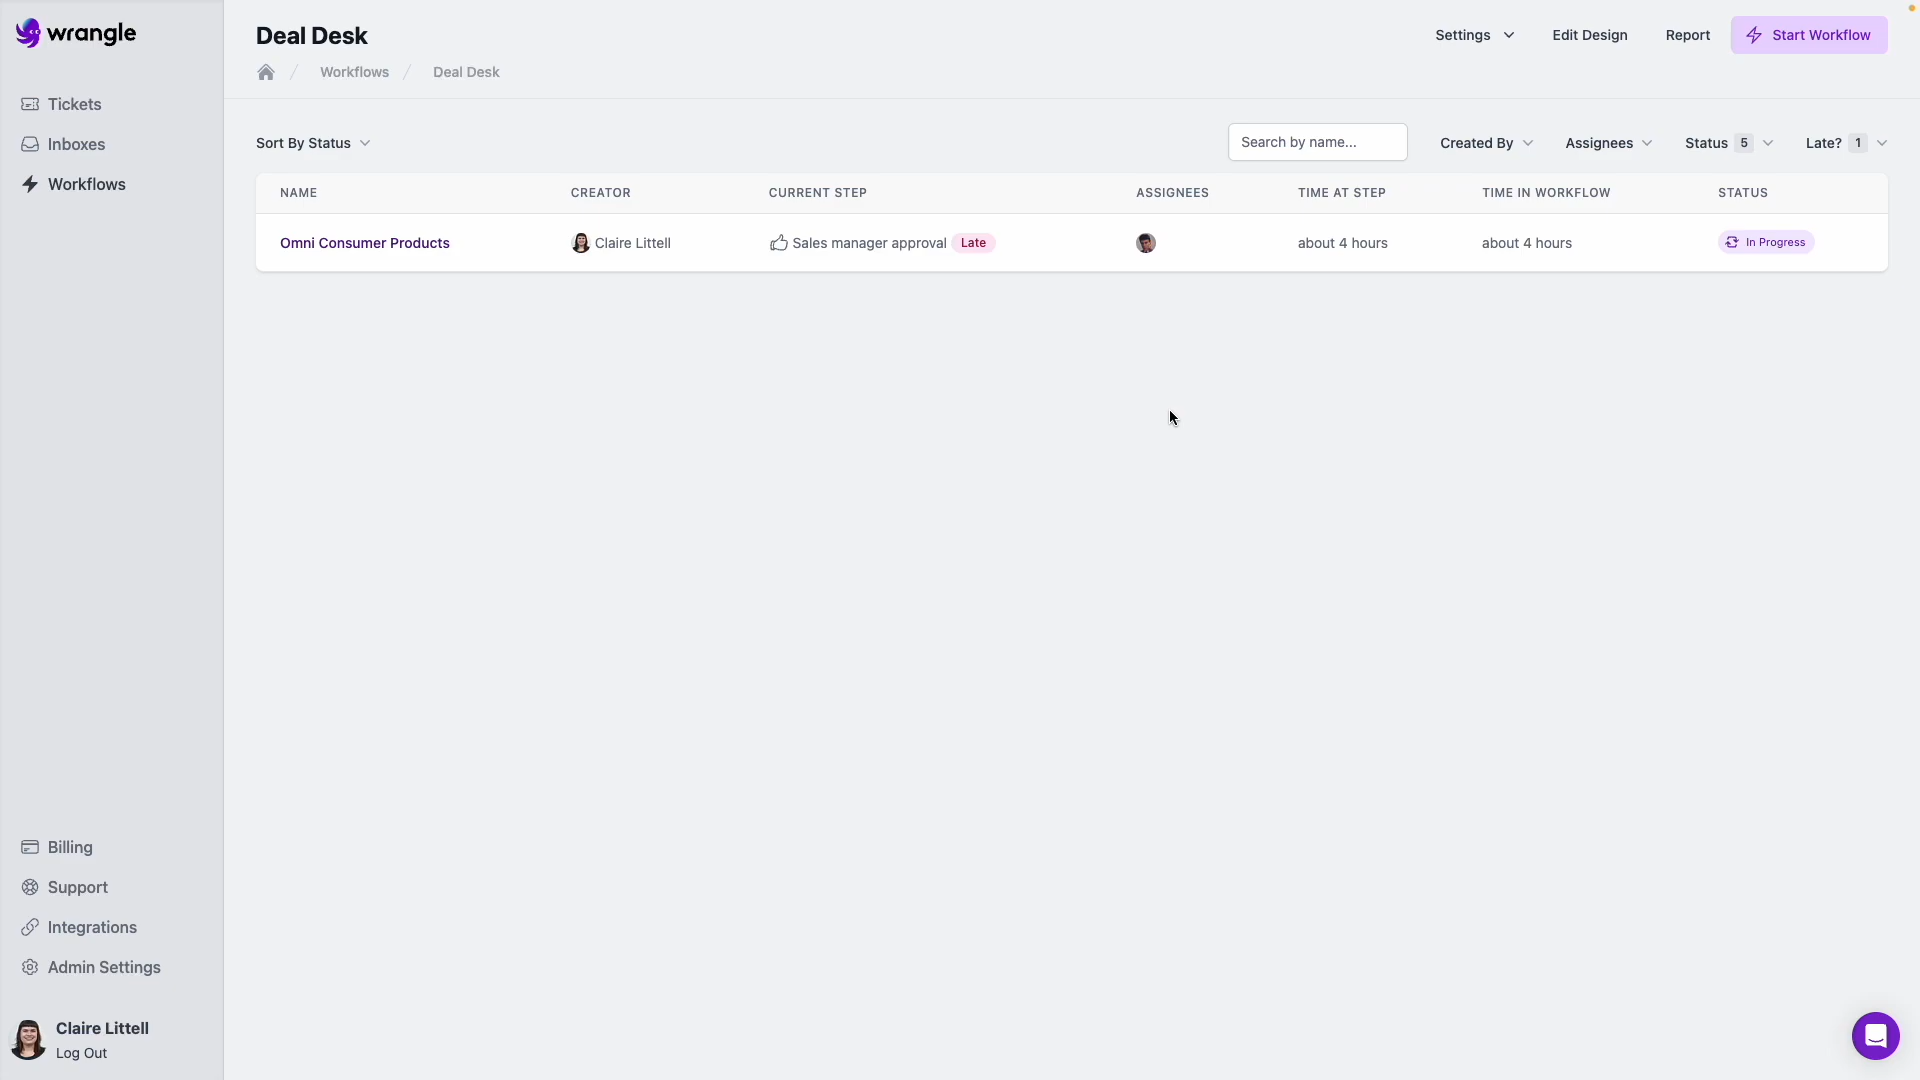 wrangle
Tickets
Inboxes
Workflows
Billing
Support
Integrations
Admin Settings
Claire Littell
Log Out
Deal Desk
Workflows / Deal Desk
Settings Edit Design Report Start Workflow
Sort By Status
Search by name... Created By Assignees Status 5 Late? 1
NAME CREATOR CURRENT STEP ASSIGNEES TIME AT STEP TIME IN WORKFLOW STATUS
Omni Consumer Products Claire Littell Sales manager approval Late about 4 hours about 4 hours In Progress